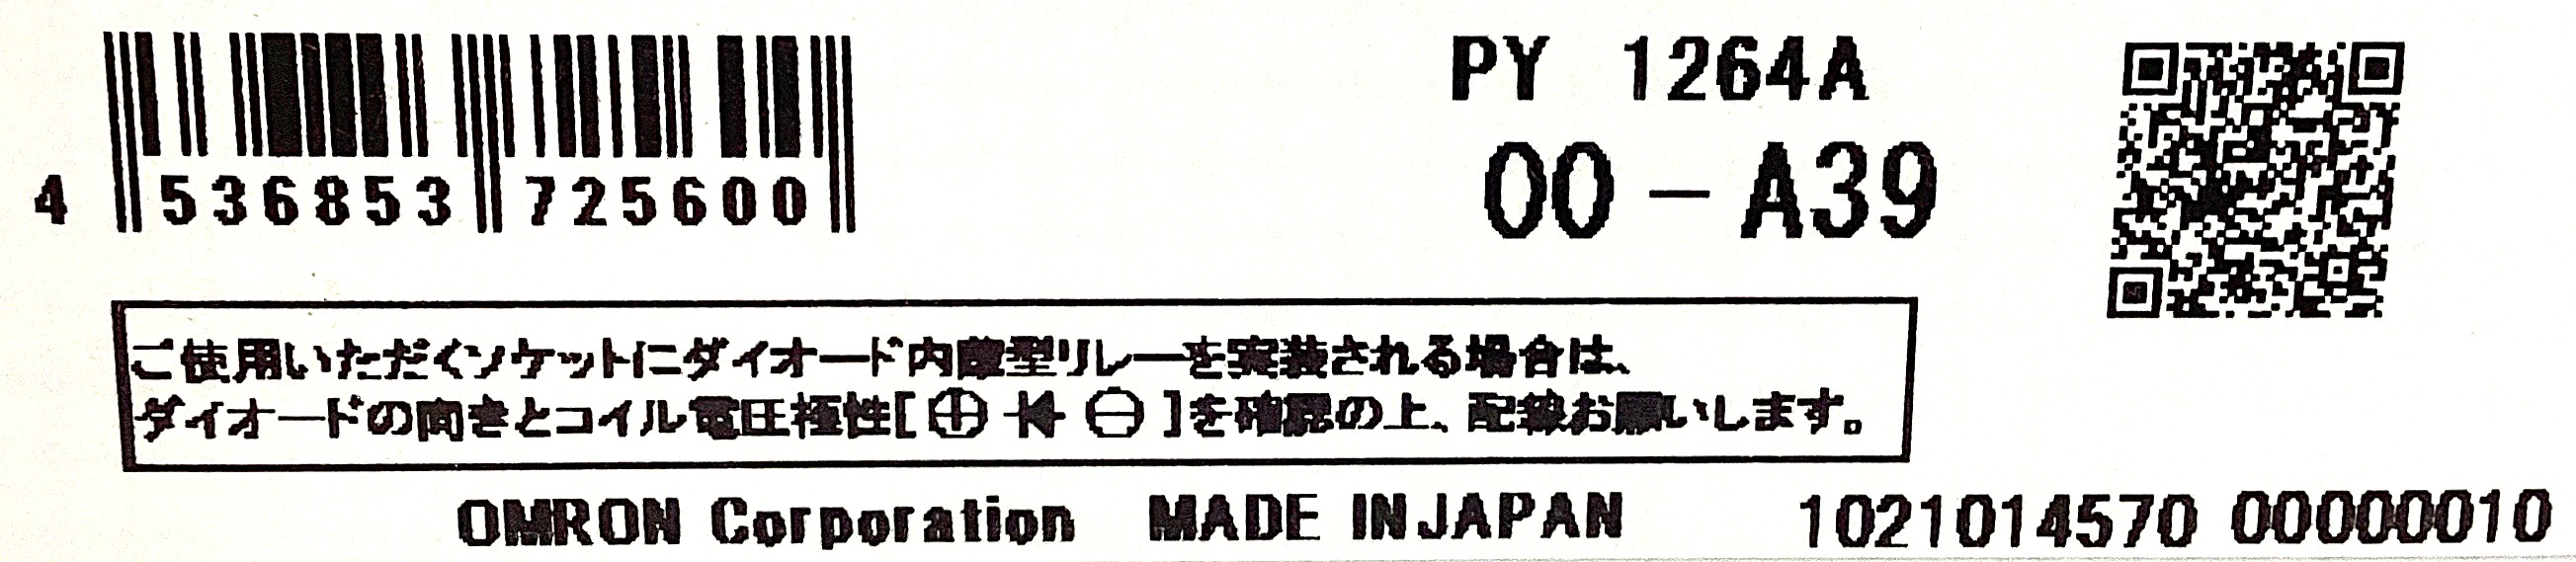 4 536853 725600
PY 1264A
00-A39
ご使用いただくソケットにダイオード内蔵型リレーを実装される場合は、
ダイオードの向きとコイル電圧極性[⊕ ⊖]を確認の上、配線お願いします。
OMRON Corporation MADE IN JAPAN 1021014570 00000010